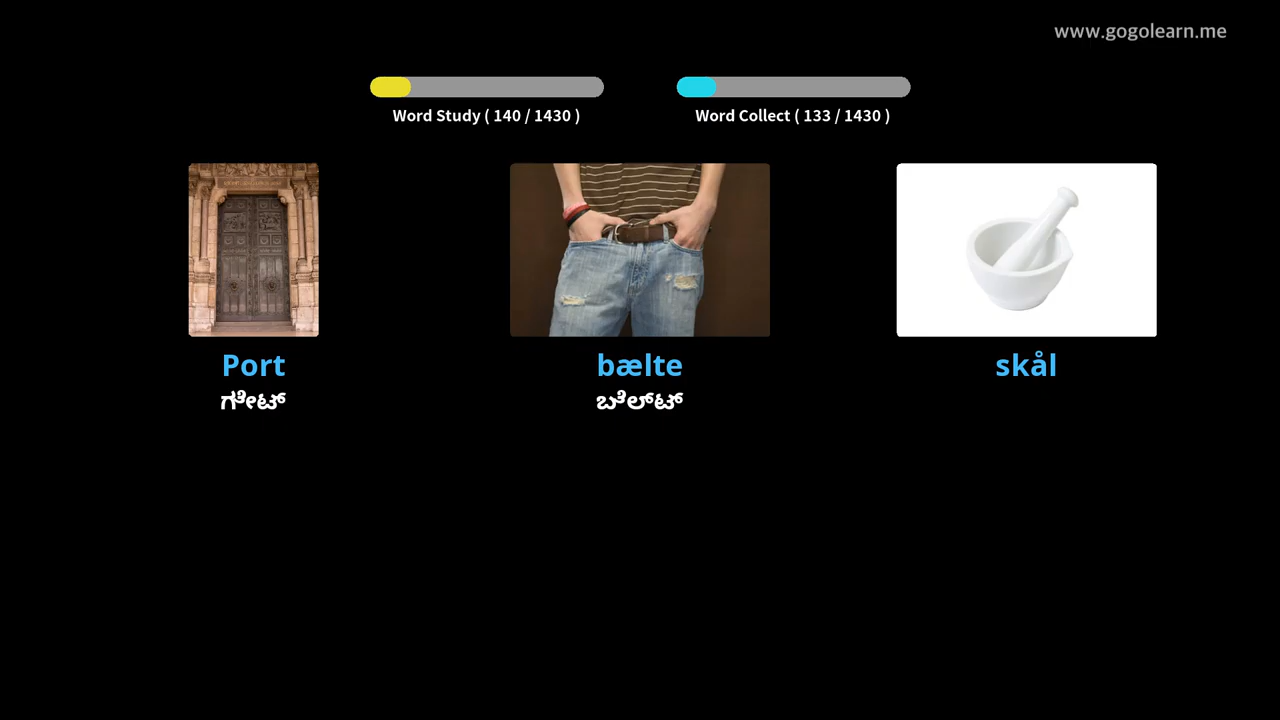 www.gogolearn.me
Word Study ( 140 / 1430 )
Word Collect ( 133 / 1430 )
Port
bælte
skål
ಗೇಟ್
ಬೆಲ್ಟ್